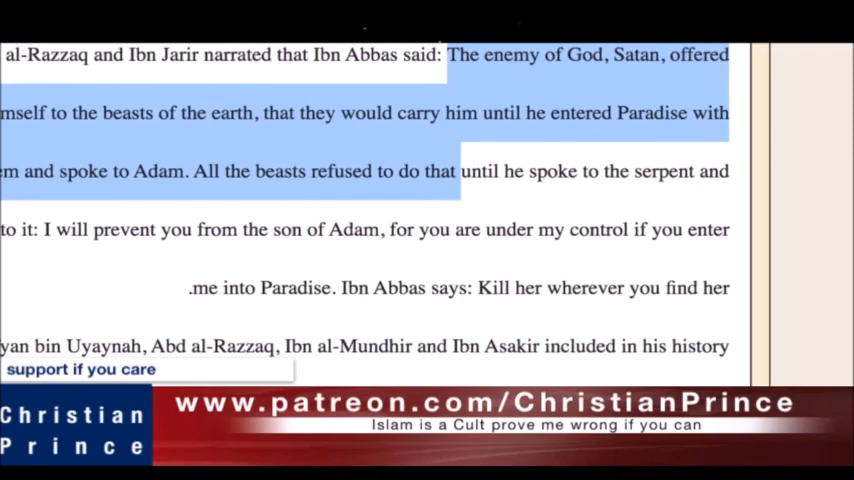 al-Razzaq and Ibn Jarir narrated that Ibn Abbas said: The enemy of God, Satan, offered
mself to the beasts of the earth, that they would carry him until he entered Paradise with
em and spoke to Adam. All the beasts refused to do that until he spoke to the serpent and
to it: I will prevent you from the son of Adam, for you are under my control if you enter
.me into Paradise. Ibn Abbas says: Kill her wherever you find her
yan bin Uyaynah, Abd al-Razzaq, Ibn al-Mundhir and Ibn Asakir included in his history
support if you care
Christian
Prince
www.patreon.com/ChristianPrince
Islam is a Cult prove me wrong if you can